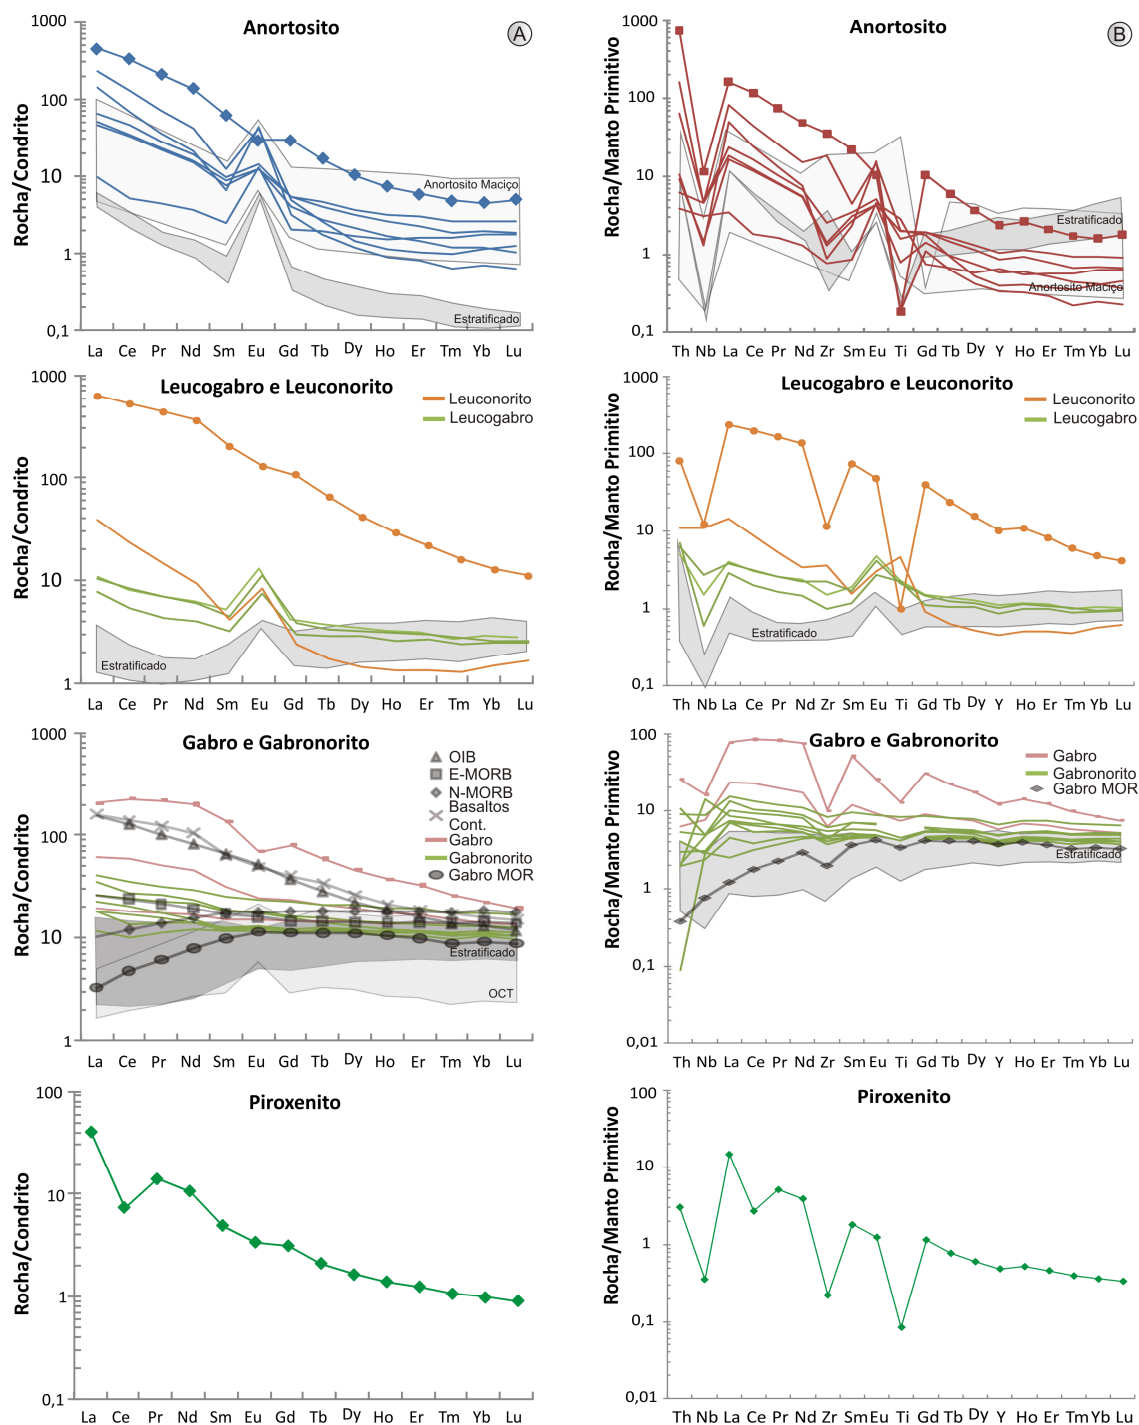 Anortosito
A
Rocha/Condrito
1000
100
10
1
0,1
Anortosito Maciço
Estratificado
La Ce Pr Nd Sm Eu Gd Tb Dy Ho Er Tm Yb Lu
Anortosito
B
Rocha/Manto Primitivo
1000
100
10
1
0,1
Estratificado
Anortosito Maciço
Th Nb La Ce Pr Nd Zr Sm Eu Ti Gd Tb Dy Y Ho Er Tm Yb Lu
Leucogabro e Leuconorito
Leuconorito
Leucogabro
Rocha/Condrito
1000
100
10
1
Estratificado
La Ce Pr Nd Sm Eu Gd Tb Dy Ho Er Tm Yb Lu
Leucogabro e Leuconorito
Leuconorito
Leucogabro
Rocha/Manto Primitivo
1000
100
10
1
0,1
Estratificado
Th Nb La Ce Pr Nd Zr Sm Eu Ti Gd Tb Dy Y Ho Er Tm Yb Lu
Gabro e Gabronorito
OIB
E-MORB
N-MORB
Basaltos
Cont.
Gabro
Gabronorito
Gabro MOR
Rocha/Condrito
1000
100
10
1
Estratificado
OCT
La Ce Pr Nd Sm Eu Gd Tb Dy Ho Er Tm Yb Lu
Gabro e Gabronorito
Gabro
Gabronorito
Gabro MOR
Rocha/Manto Primitivo
100
10
1
0,1
0,01
Estratificado
Th Nb La Ce Pr Nd Zr Sm Eu Ti Gd Tb Dy Y Ho Er Tm Yb Lu
Piroxenito
Rocha/Condrito
100
10
1
0,1
La Ce Pr Nd Sm Eu Gd Tb Dy Ho Er Tm Yb Lu
Piroxenito
Rocha/Manto Primitivo
100
10
1
0,1
0,01
Th Nb La Ce Pr Nd Zr Sm Eu Ti Gd Tb Dy Y Ho Er Tm Yb Lu